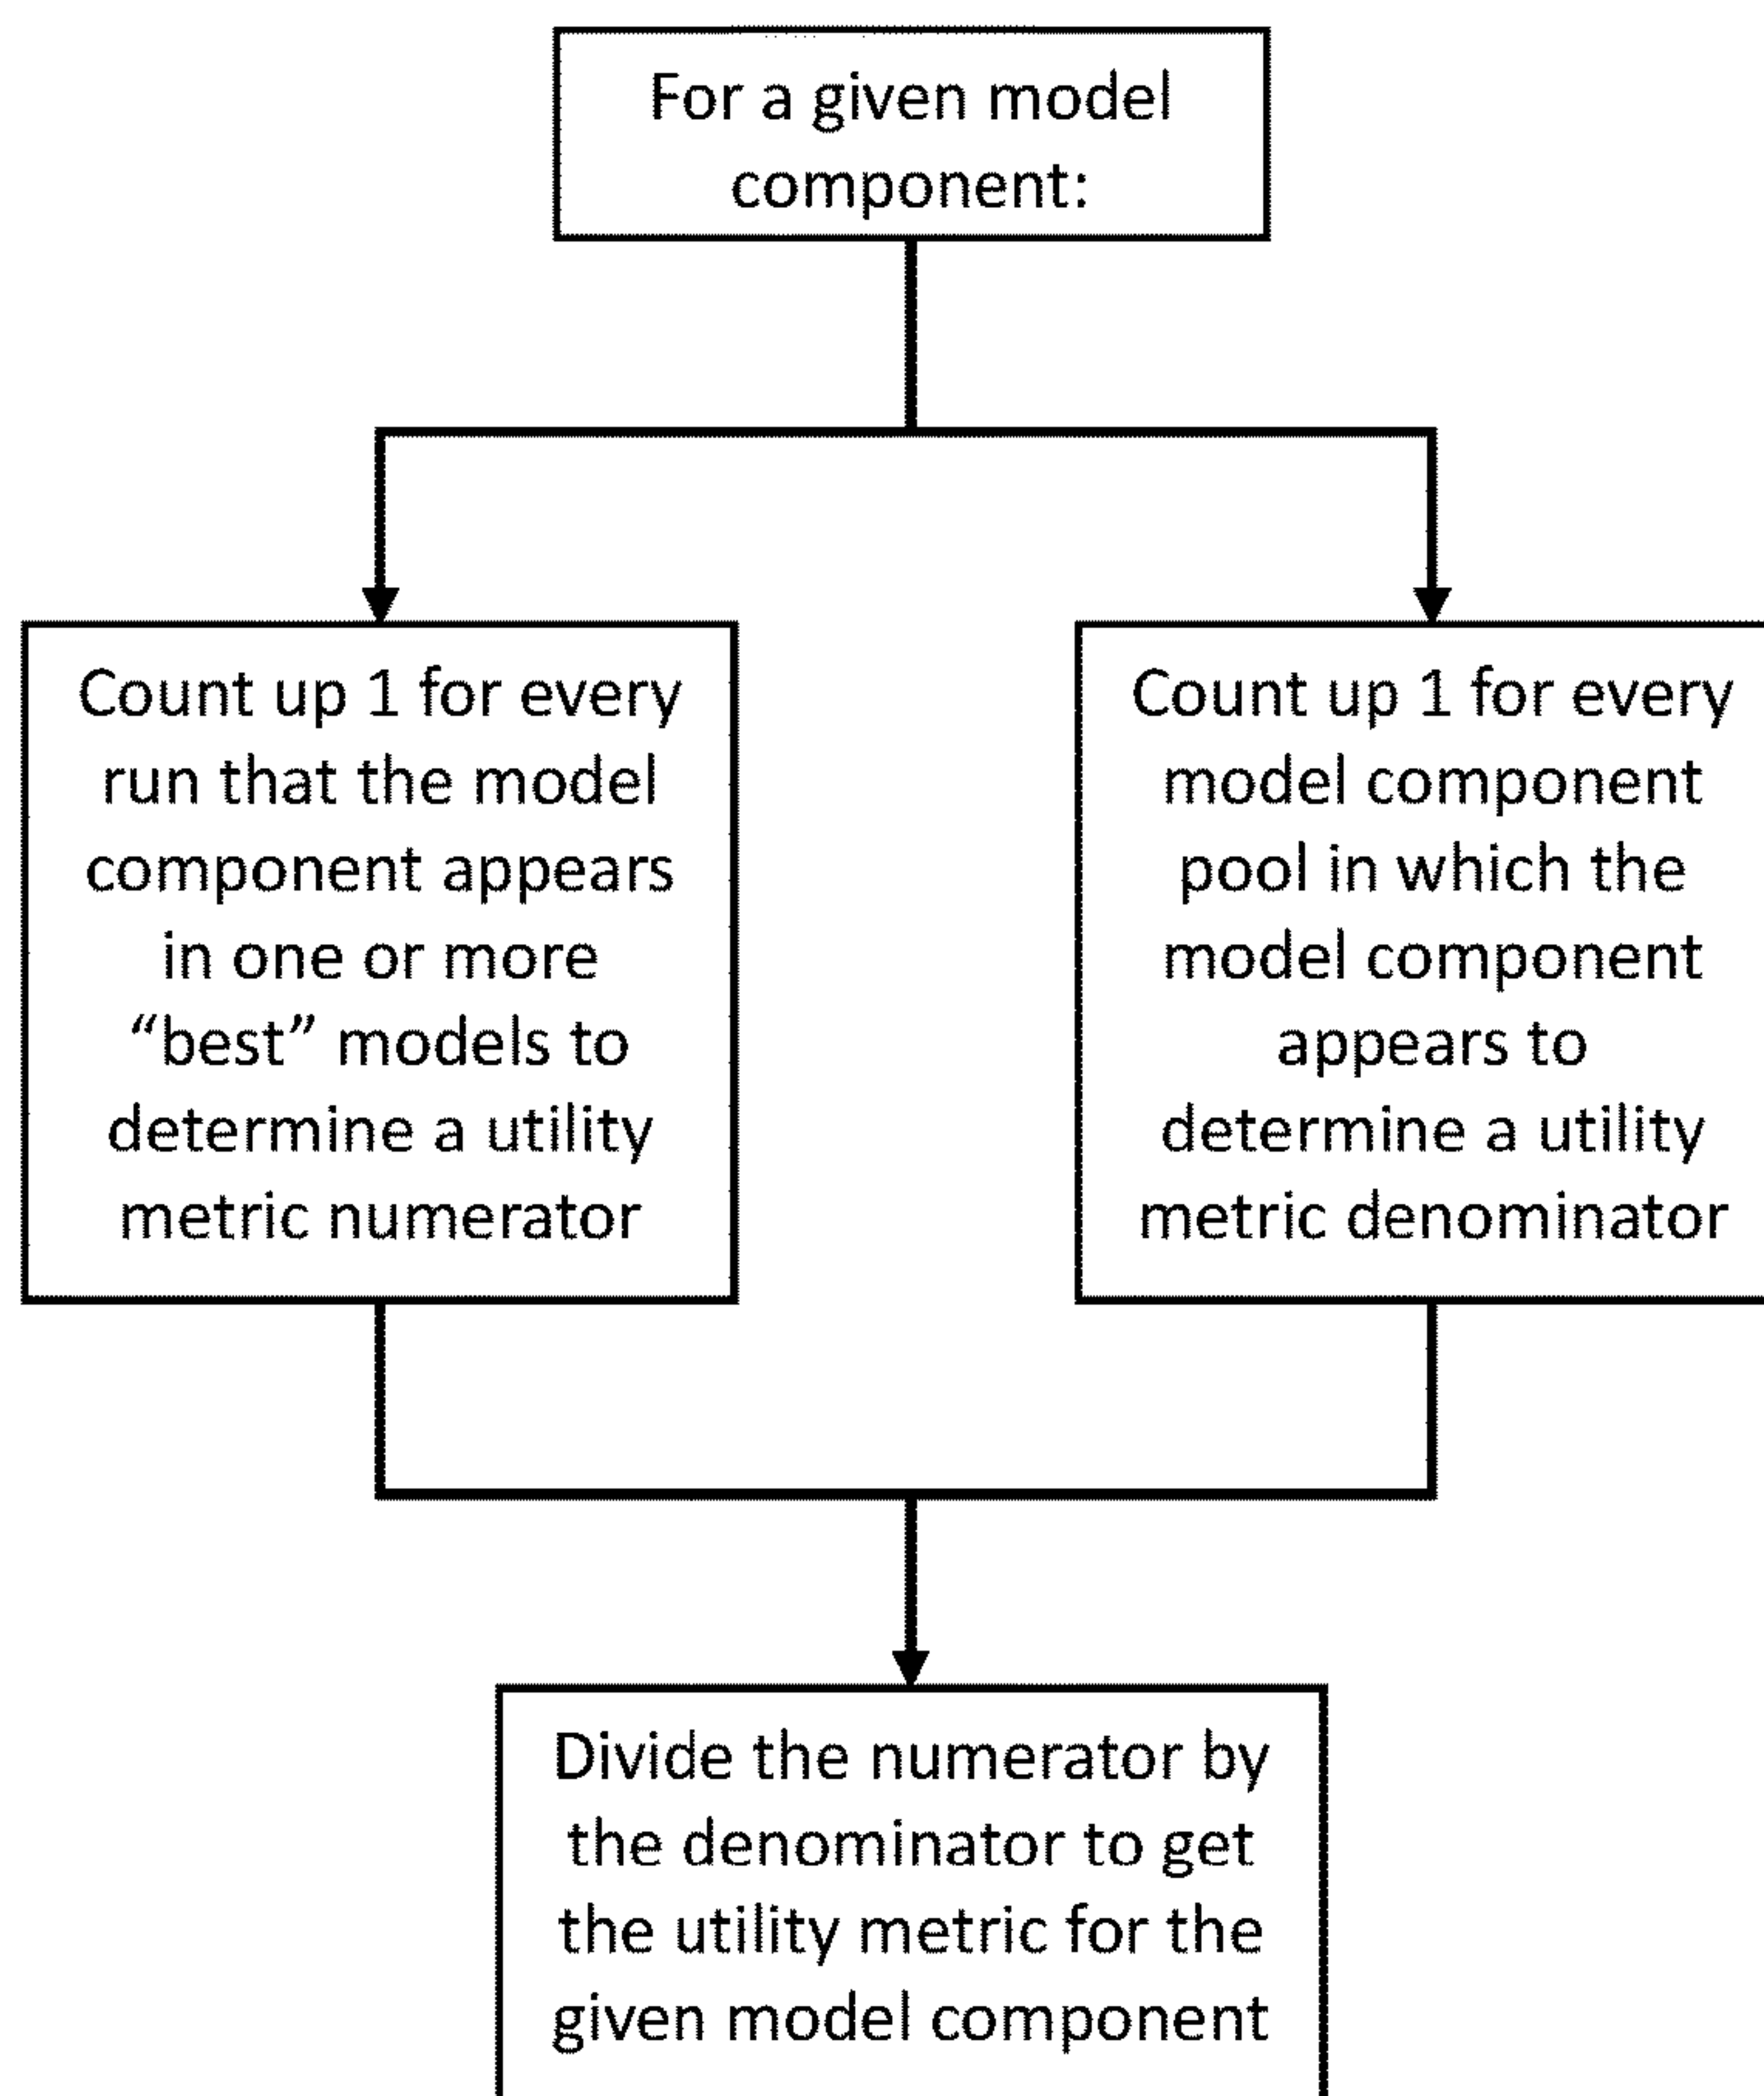 For a given model
component:
Count up 1 for every
run that the model
component appears
in one or more
“best” models to
determine a utility
metric numerator
Count up 1 for every
model component
pool in which the
model component
appears to
determine a utility
metric denominator
Divide the numerator by
the denominator to get
the utility metric for the
given model component